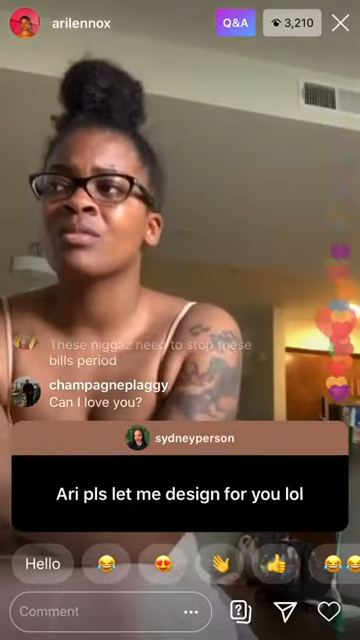 arilennox
Q&A
3,210
These niggaz need to stop these
bills period
champagneplaggy
Can I love you?
sydneyperson
Ari pls let me design for you lol
Hello
Comment